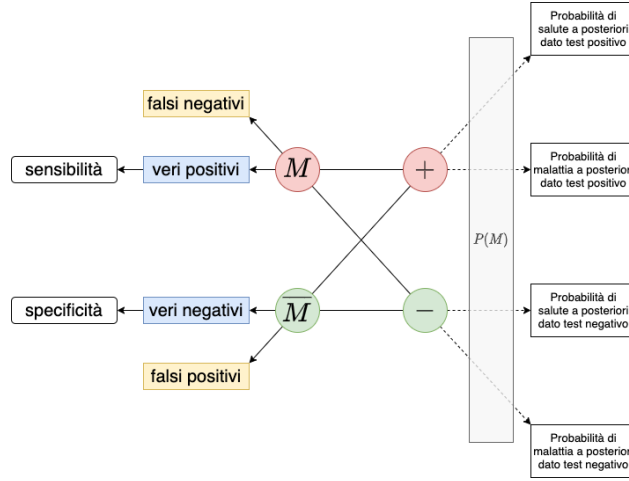 Probabilità di
salute a posteriori
dato test positivo
falsi negativi
sensibilità
veri positivi
M
+
Probabilità di
malattia a posteriori
dato test positivo
P(M)
specificità
veri negativi
M̅
−
Probabilità di
salute a posteriori
dato test negativo
falsi positivi
Probabilità di
malattia a posteriori
dato test negativo